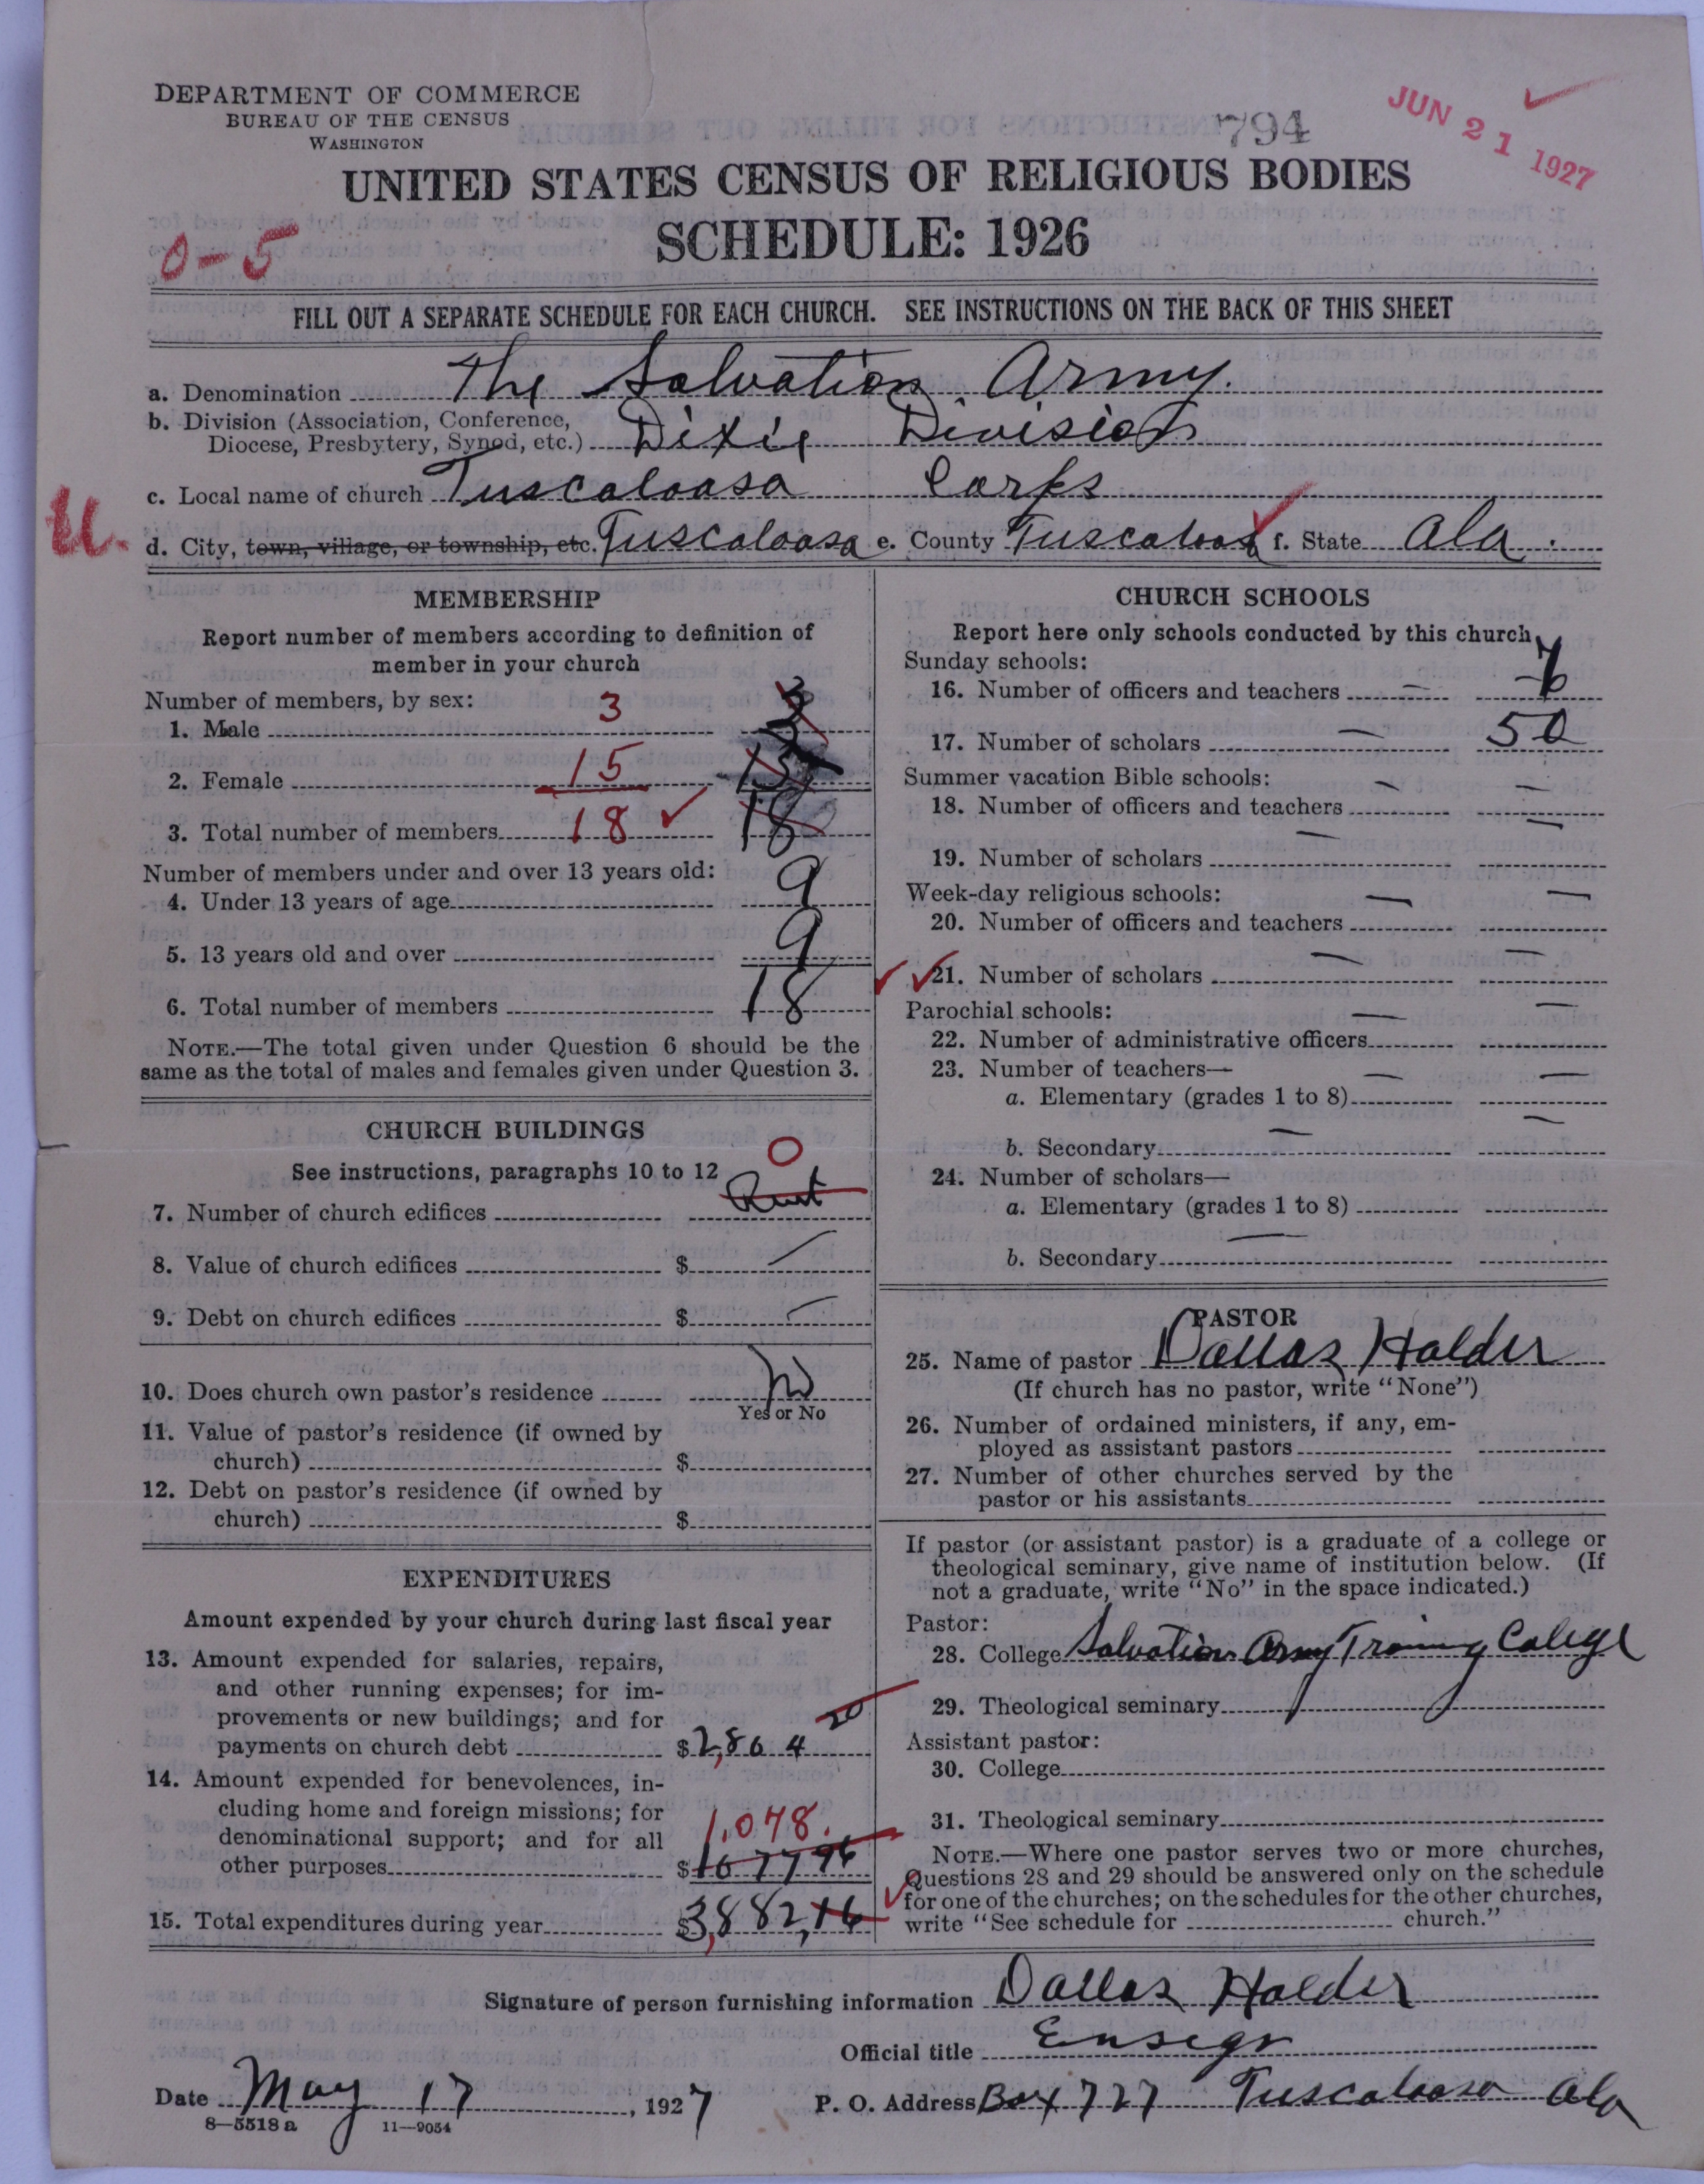 DEPARTMENT OF COMMERCE
BUREAU OF THE CENSUS
WASHINGTON
794
JUN 21 1927
UNITED STATES CENSUS OF RELIGIOUS BODIES
SCHEDULE: 1926
0-5
FILL OUT A SEPARATE SCHEDULE FOR EACH CHURCH. SEE INSTRUCTIONS ON THE BACK OF THIS SHEET
a. Denomination The Salvation Army.
b. Division (Association, Conference,
Diocese, Presbytery, Synod, etc.) Dixie Division
c. Local name of church Tuscaloosa Corps
U. d. City, town, village, or township, etc. Tuscaloosa e. County Tuscaloosa f. State Ala.
MEMBERSHIP
Report number of members according to definition of
member in your church
Number of members, by sex:
1. Male 3 3
2. Female 15 15
3. Total number of members 18 18
Number of members under and over 13 years old:
4. Under 13 years of age 9
5. 13 years old and over 9
6. Total number of members 18
NOTE.—The total given under Question 6 should be the
same as the total of males and females given under Question 3.
CHURCH BUILDINGS
See instructions, paragraphs 10 to 12
0
7. Number of church edifices Rent
8. Value of church edifices $
9. Debt on church edifices $
10. Does church own pastor's residence No
Yes or No
11. Value of pastor's residence (if owned by
church) $
12. Debt on pastor's residence (if owned by
church) $
EXPENDITURES
Amount expended by your church during last fiscal year
13. Amount expended for salaries, repairs,
and other running expenses; for im-
provements or new buildings; and for
payments on church debt $2,804 20
14. Amount expended for benevolences, in-
cluding home and foreign missions; for
denominational support; and for all
1,078.
other purposes $1077 96
15. Total expenditures during year $3,882,16
CHURCH SCHOOLS
Report here only schools conducted by this church
Sunday schools:
16. Number of officers and teachers —
17. Number of scholars — 50
Summer vacation Bible schools: — —
18. Number of officers and teachers
— —
19. Number of scholars
Week-day religious schools: — —
20. Number of officers and teachers
— —
21. Number of scholars
Parochial schools: — —
22. Number of administrative officers
23. Number of teachers— — —
a. Elementary (grades 1 to 8)
— —
b. Secondary
24. Number of scholars—
a. Elementary (grades 1 to 8)
—
b. Secondary
PASTOR
25. Name of pastor Dallas Holder
(If church has no pastor, write "None")
26. Number of ordained ministers, if any, em-
ployed as assistant pastors
27. Number of other churches served by the
pastor or his assistants
If pastor (or assistant pastor) is a graduate of a college or
theological seminary, give name of institution below. (If
not a graduate, write "No" in the space indicated.)
Pastor:
28. College Salvation Army Training College
29. Theological seminary
Assistant pastor:
30. College
31. Theological seminary
NOTE.—Where one pastor serves two or more churches,
Questions 28 and 29 should be answered only on the schedule
for one of the churches; on the schedules for the other churches,
write "See schedule for church."
Signature of person furnishing information Dallas Holder
Official title Ensign
Date May 17, 1927 P. O. Address Box 727 Tuscaloosa Ala
8—5518 a 11—9054